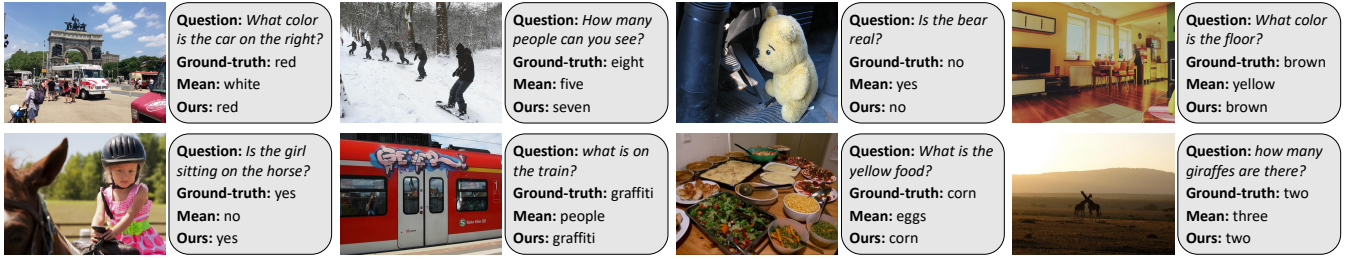 Question: What color
is the car on the right?
Ground-truth: red
Mean: white
Ours: red
Question: How many
people can you see?
Ground-truth: eight
Mean: five
Ours: seven
Question: Is the bear
real?
Ground-truth: no
Mean: yes
Ours: no
Question: What color
is the floor?
Ground-truth: brown
Mean: yellow
Ours: brown
Question: Is the girl
sitting on the horse?
Ground-truth: yes
Mean: no
Ours: yes
Question: what is on
the train?
Ground-truth: graffiti
Mean: people
Ours: graffiti
Question: What is the
yellow food?
Ground-truth: corn
Mean: eggs
Ours: corn
Question: how many
giraffes are there?
Ground-truth: two
Mean: three
Ours: two